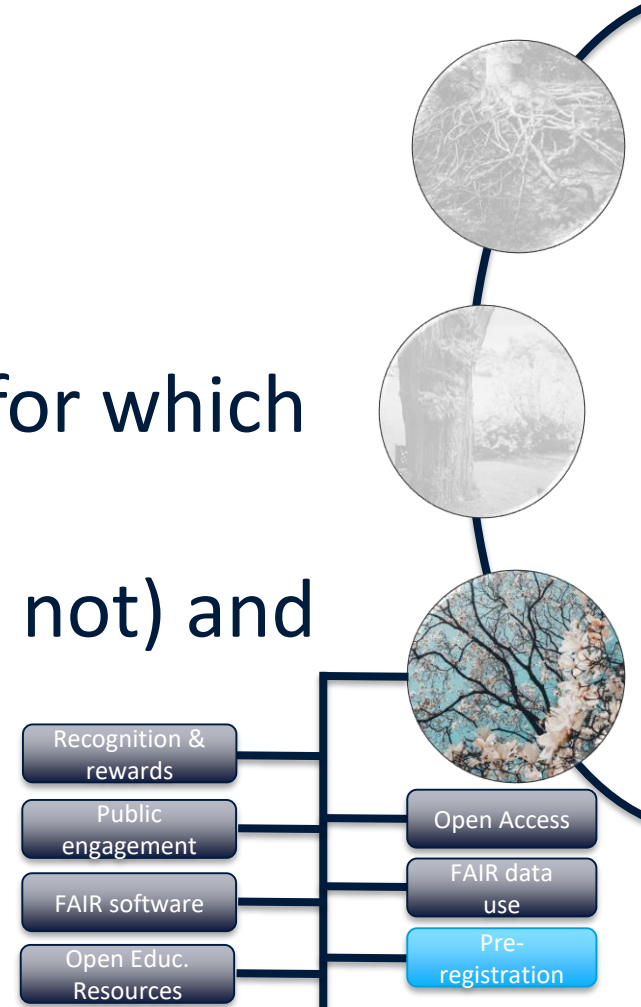 for which
not) and
Recognition &
rewards
Public
engagement
FAIR software
Open Educ.
Resources
Open Access
FAIR data
use
Pre-
registration